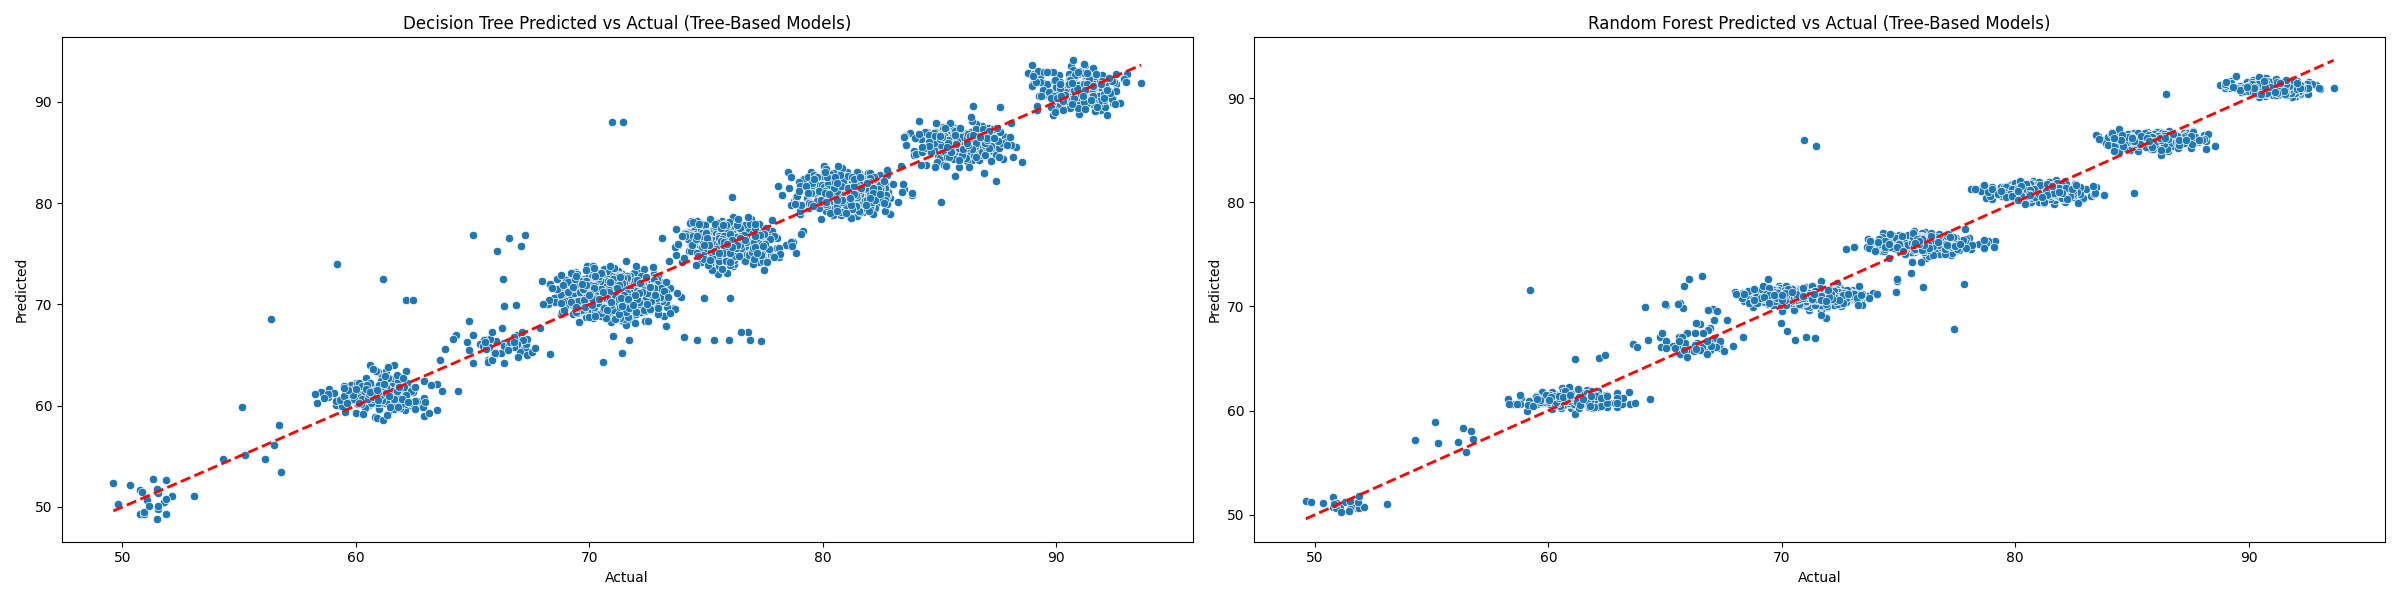 Decision Tree Predicted vs Actual (Tree-Based Models)
Predicted
90
80
70
60
50
50 60 70 80 90
Actual
Random Forest Predicted vs Actual (Tree-Based Models)
Predicted
90
80
70
60
50
50 60 70 80 90
Actual